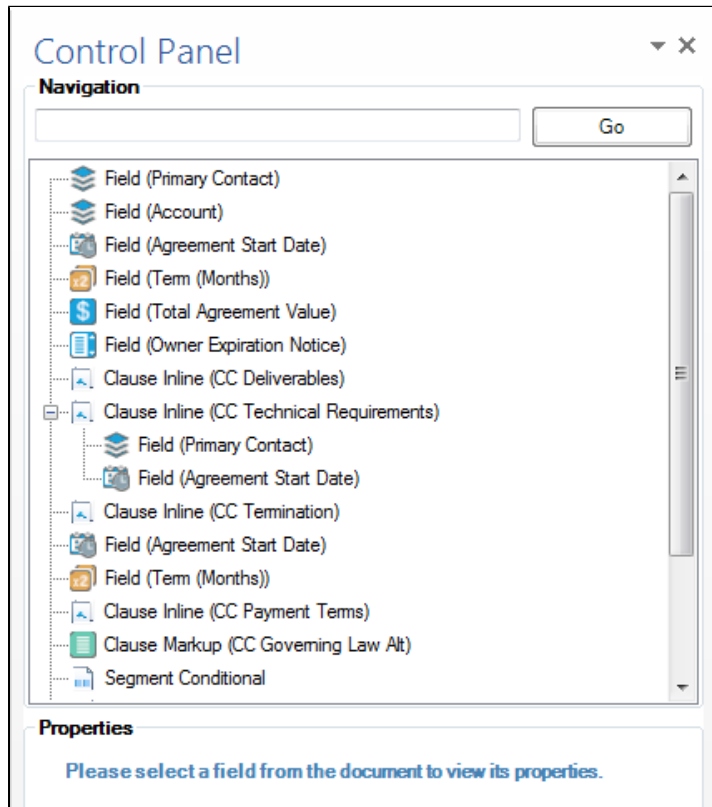 Control Panel
Navigation
Go
Field (Primary Contact)
Field (Account)
Field (Agreement Start Date)
Field (Term (Months))
Field (Total Agreement Value)
Field (Owner Expiration Notice)
Clause Inline (CC Deliverables)
Clause Inline (CC Technical Requirements)
Field (Primary Contact)
Field (Agreement Start Date)
Clause Inline (CC Termination)
Field (Agreement Start Date)
Field (Term (Months))
Clause Inline (CC Payment Terms)
Clause Markup (CC Governing Law Alt)
Segment Conditional
Properties
Please select a field from the document to view its properties.